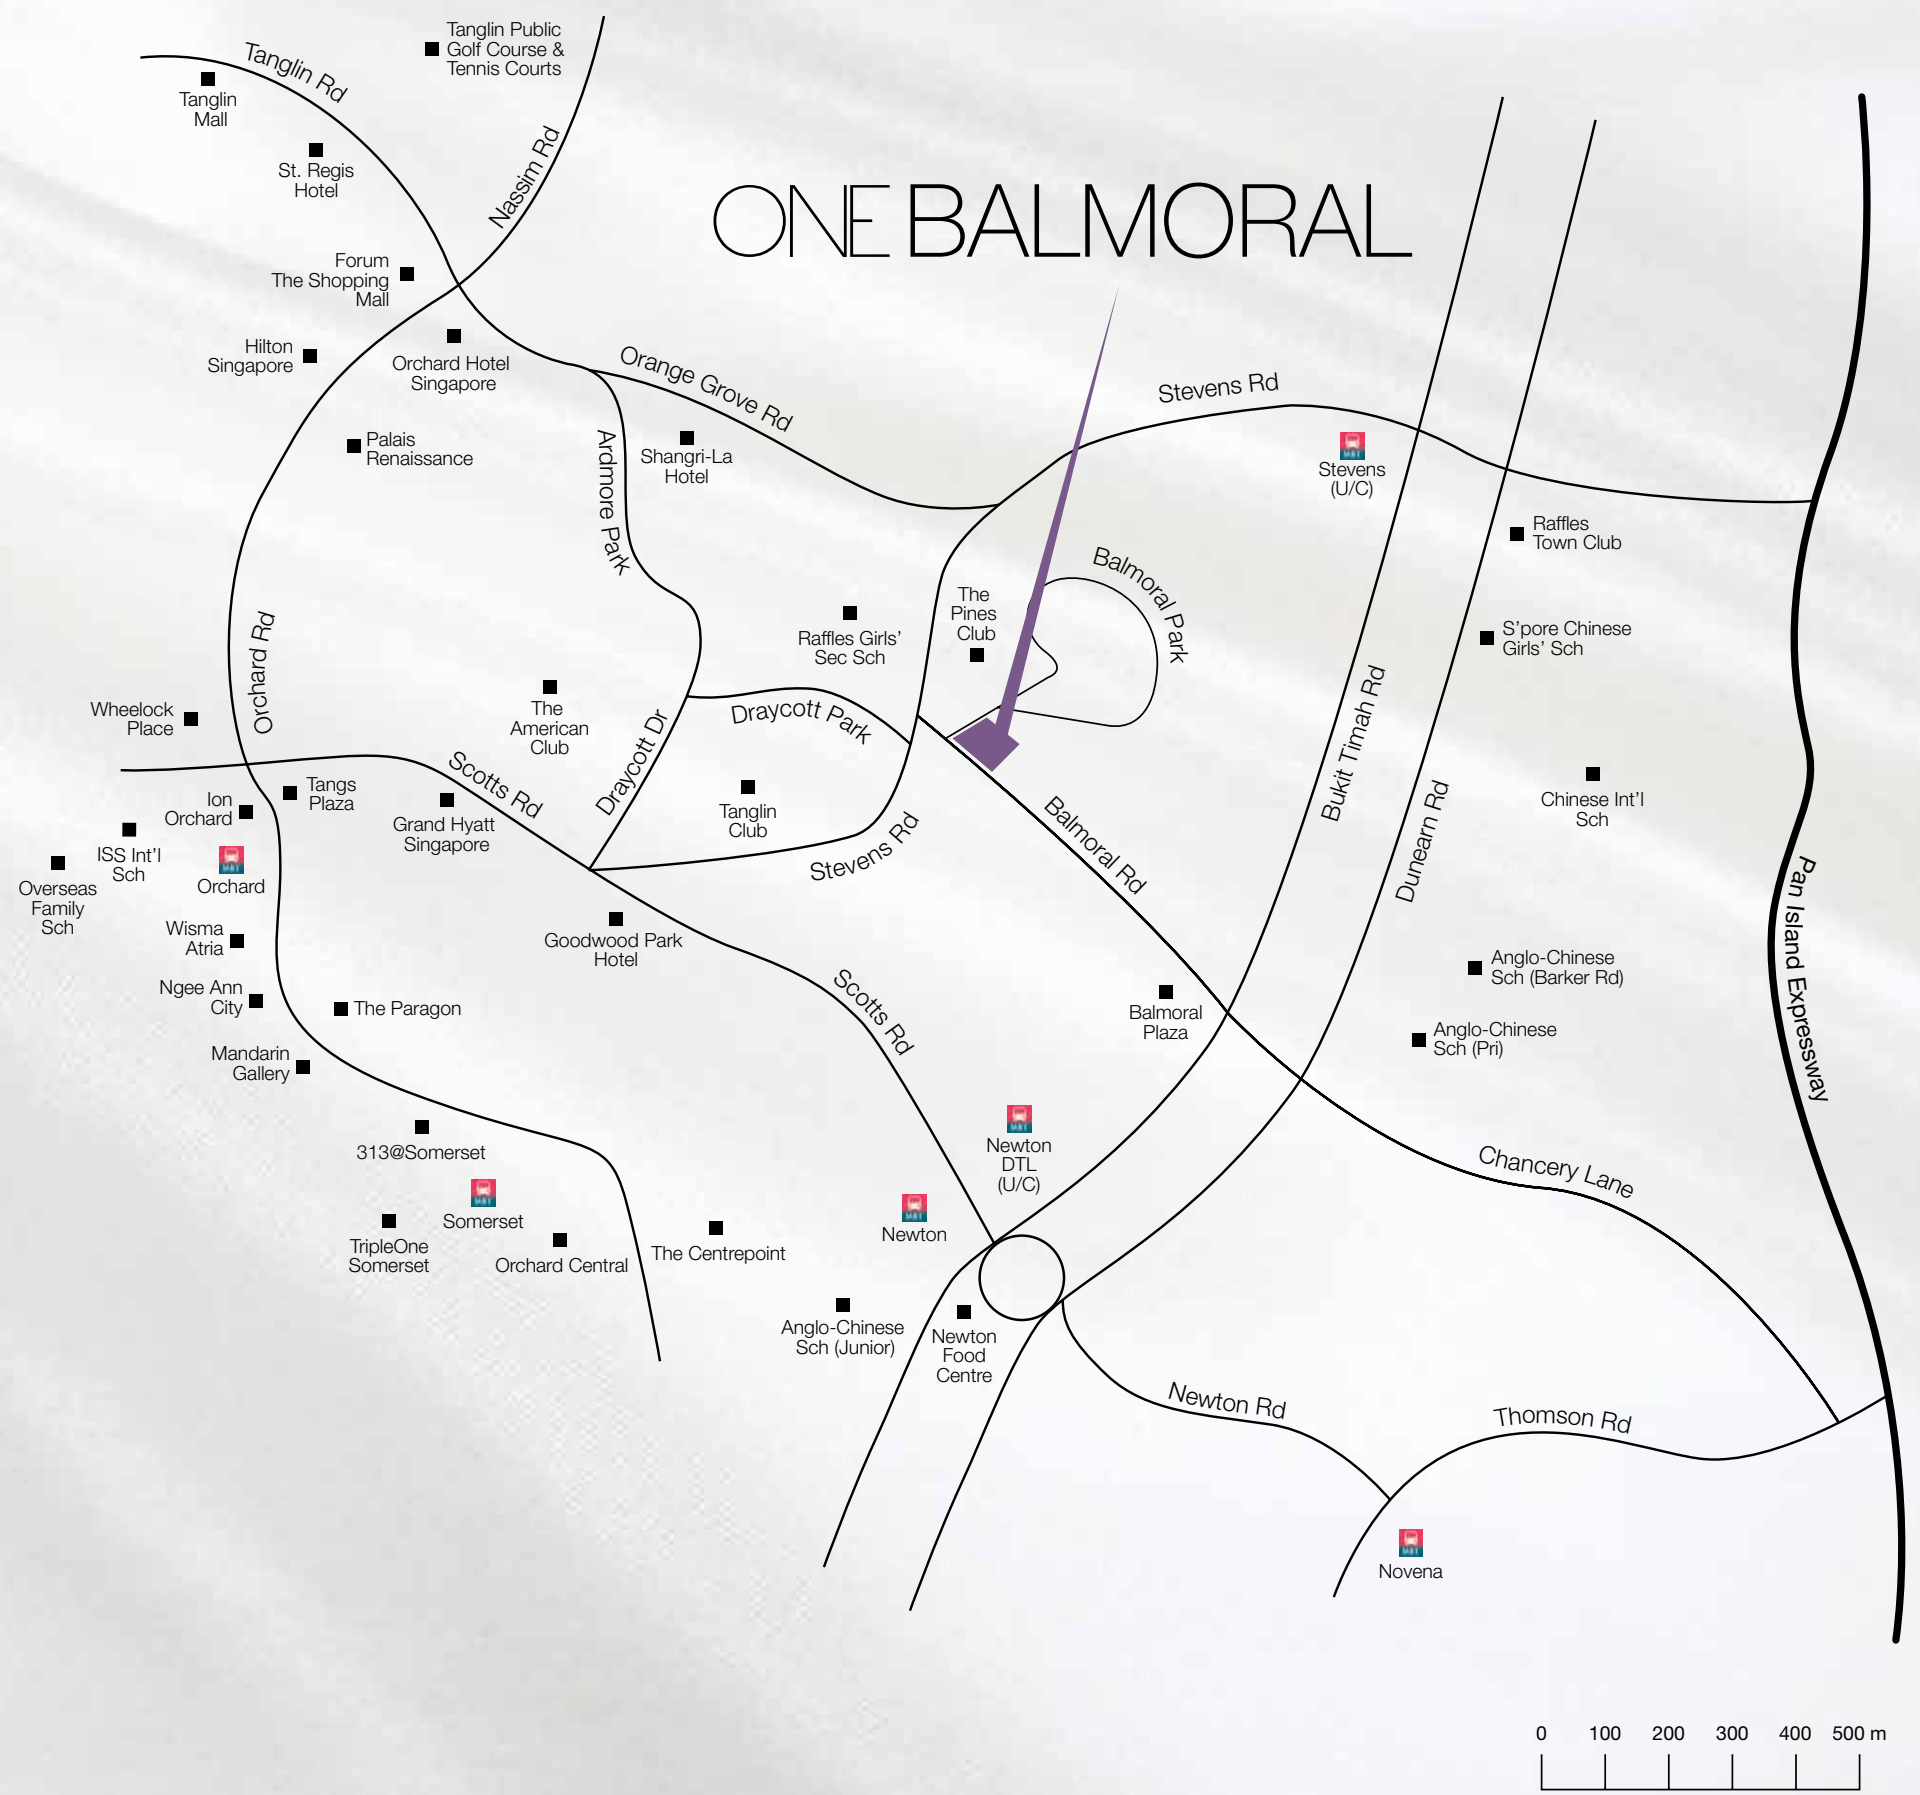 Tanglin Public
Golf Course &
Tennis Courts
Tanglin Rd
Tanglin
Mall
St. Regis
Hotel
Nassim Rd
ONE BALMORAL
Forum
The Shopping
Mall
Hilton
Singapore
Orchard Hotel
Singapore
Orange Grove Rd
Stevens Rd
Palais
Renaissance
Ardmore Park
Shangri-La
Hotel
MRT
Stevens
(U/C)
Raffles
Town Club
Balmoral Park
The
Pines
Club
Raffles Girls'
Sec Sch
S'pore Chinese
Girls' Sch
Orchard Rd
Wheelock
Place
The
American
Club
Draycott Dr
Draycott Park
Bukit Timah Rd
Dunearn Rd
Scotts Rd
Tangs
Plaza
Ion
Orchard
Grand Hyatt
Singapore
Tanglin
Club
Stevens Rd
Balmoral Rd
Chinese Int'l
Sch
ISS Int'l
Sch
Overseas
Family
Sch
MRT
Orchard
Pan Island Expressway
Wisma
Atria
Goodwood Park
Hotel
Ngee Ann
City
The Paragon
Scotts Rd
Balmoral
Plaza
Anglo-Chinese
Sch (Barker Rd)
Anglo-Chinese
Sch (Pri)
Mandarin
Gallery
313@Somerset
MRT
Newton
DTL
(U/C)
Chancery Lane
MRT
Somerset
TripleOne
Somerset
Orchard Central
The Centrepoint
MRT
Newton
Anglo-Chinese
Sch (Junior)
Newton
Food
Centre
Newton Rd
Thomson Rd
MRT
Novena
0 100 200 300 400 500 m